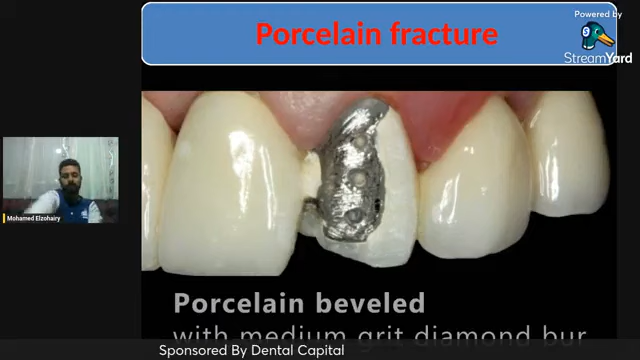 Porcelain fracture
Powered by
StreamYard
Mohamed Elzohairy
Porcelain beveled
with medium grit diamond bur
Sponsored By Dental Capital